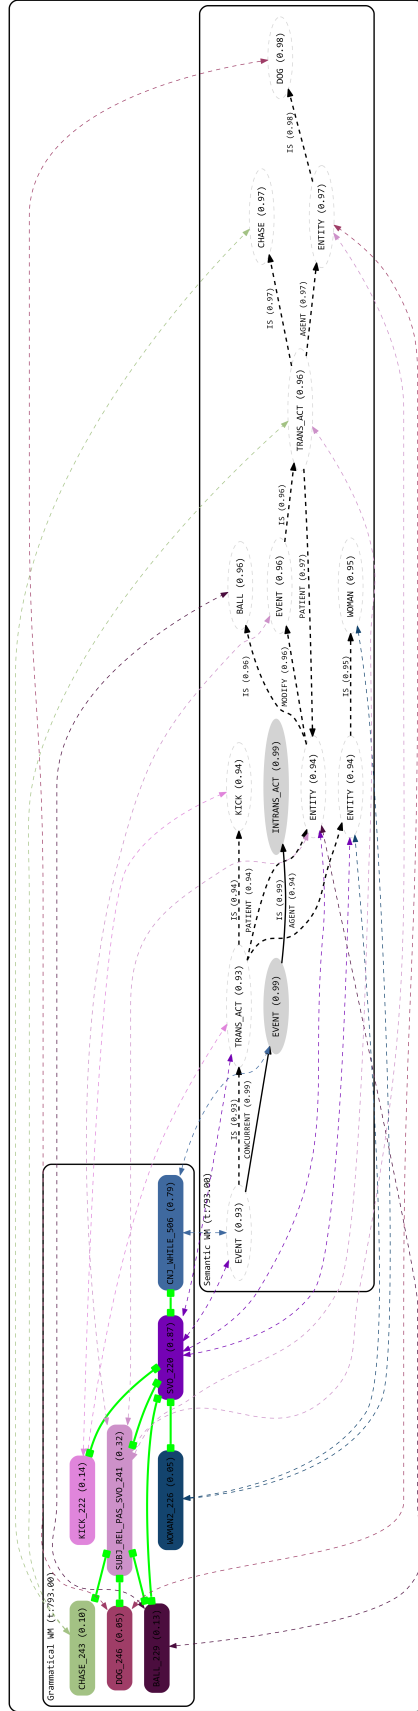 DOG (0.98)
IS (0.98)
CHASE (0.97)
ENTITY (0.97)
IS (0.97)
AGENT (0.97)
TRANS_ACT (0.96)
IS (0.96)
PATIENT (0.97)
BALL (0.96)
EVENT (0.96)
WOMAN (0.95)
IS (0.96)
MODIFY (0.96)
IS (0.95)
KICK (0.94)
INTRANS_ACT (0.99)
ENTITY (0.94)
ENTITY (0.94)
IS (0.94)
PATIENT (0.94)
IS (0.99)
AGENT (0.94)
TRANS_ACT (0.93)
EVENT (0.99)
IS (0.93)
CONCURRENT (0.99)
EVENT (0.93)
Semantic WM (t:793.00)
CNJ_WHILE_506 (0.79)
SVO_220 (0.87)
KICK_222 (0.14)
SUBJ_REL_PAS_SVO_241 (0.32)
WOMAN2_226 (0.05)
CHASE_243 (0.10)
DOG_246 (0.05)
BALL_229 (0.13)
Grammatical WM (t:793.00)